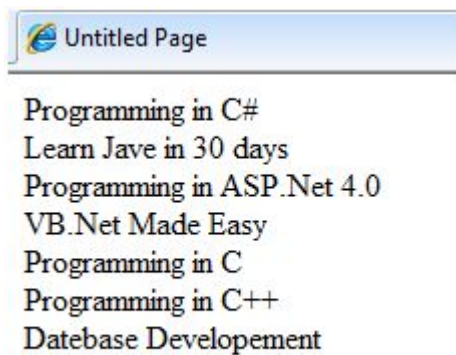 Untitled Page
Programming in C#
Learn Jave in 30 days
Programming in ASP.Net 4.0
VB.Net Made Easy
Programming in C
Programming in C++
Datebase Developement